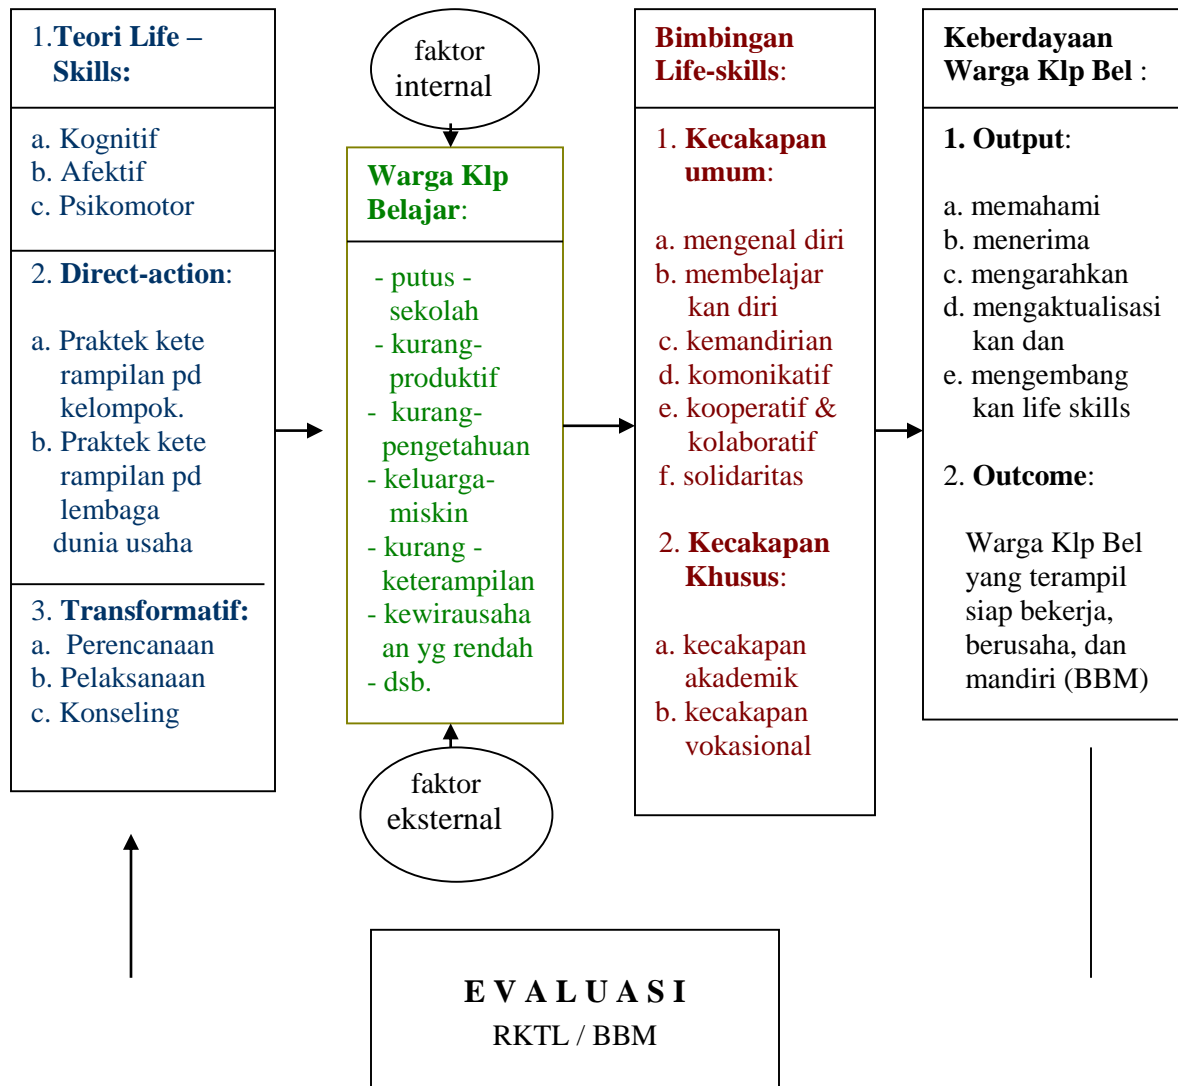 1.Teori Life –
Skills:
a. Kognitif
b. Afektif
c. Psikomotor
2. Direct-action:
a. Praktek kete
rampilan pd
kelompok.
b. Praktek kete
rampilan pd
lembaga
dunia usaha
3. Transformatif:
a. Perencanaan
b. Pelaksanaan
c. Konseling
faktor
internal
Warga Klp
Belajar:
- putus -
sekolah
- kurang-
produktif
- kurang-
pengetahuan
- keluarga-
miskin
- kurang -
keterampilan
- kewirausaha
an yg rendah
- dsb.
faktor
eksternal
Bimbingan
Life-skills:
1. Kecakapan
umum:
a. mengenal diri
b. membelajar
kan diri
c. kemandirian
d. komonikatif
e. kooperatif &
kolaboratif
f. solidaritas
2. Kecakapan
Khusus:
a. kecakapan
akademik
b. kecakapan
vokasional
Keberdayaan
Warga Klp Bel :
1. Output:
a. memahami
b. menerima
c. mengarahkan
d. mengaktualisasi
kan dan
e. mengembang
kan life skills
2. Outcome:
Warga Klp Bel
yang terampil
siap bekerja,
berusaha, dan
mandiri (BBM)
E V A L U A S I
RKTL / BBM